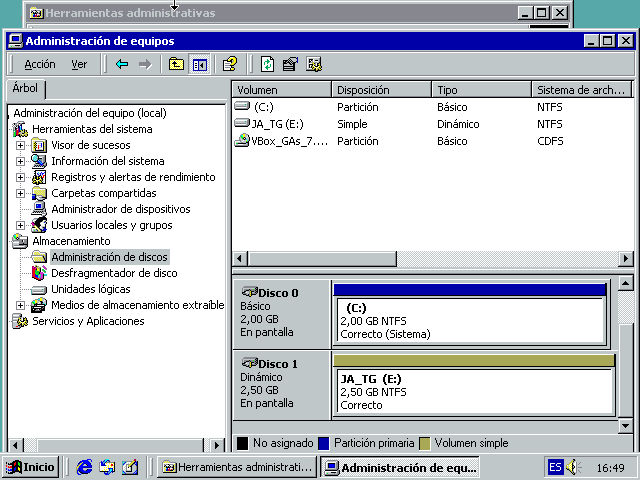 Herramientas administrativas
Administración de equipos
Acción Ver
Árbol
Administración del equipo (local)
Herramientas del sistema
Visor de sucesos
Información del sistema
Registros y alertas de rendimiento
Carpetas compartidas
Administrador de dispositivos
Usuarios locales y grupos
Almacenamiento
Administración de discos
Desfragmentador de disco
Unidades lógicas
Medios de almacenamiento extraíble
Servicios y Aplicaciones
Volumen Disposición Tipo Sistema de arch...
(C:) Partición Básico NTFS
JA_TG (E:) Simple Dinámico NTFS
VBox_GAs_7.... Partición Básico CDFS
Disco 0
Básico
2,00 GB
En pantalla
(C:)
2,00 GB NTFS
Correcto (Sistema)
Disco 1
Dinámico
2,50 GB
En pantalla
JA_TG (E:)
2,50 GB NTFS
Correcto
No asignado Partición primaria Volumen simple
Inicio Herramientas administrati... Administración de equ... ES 16:49